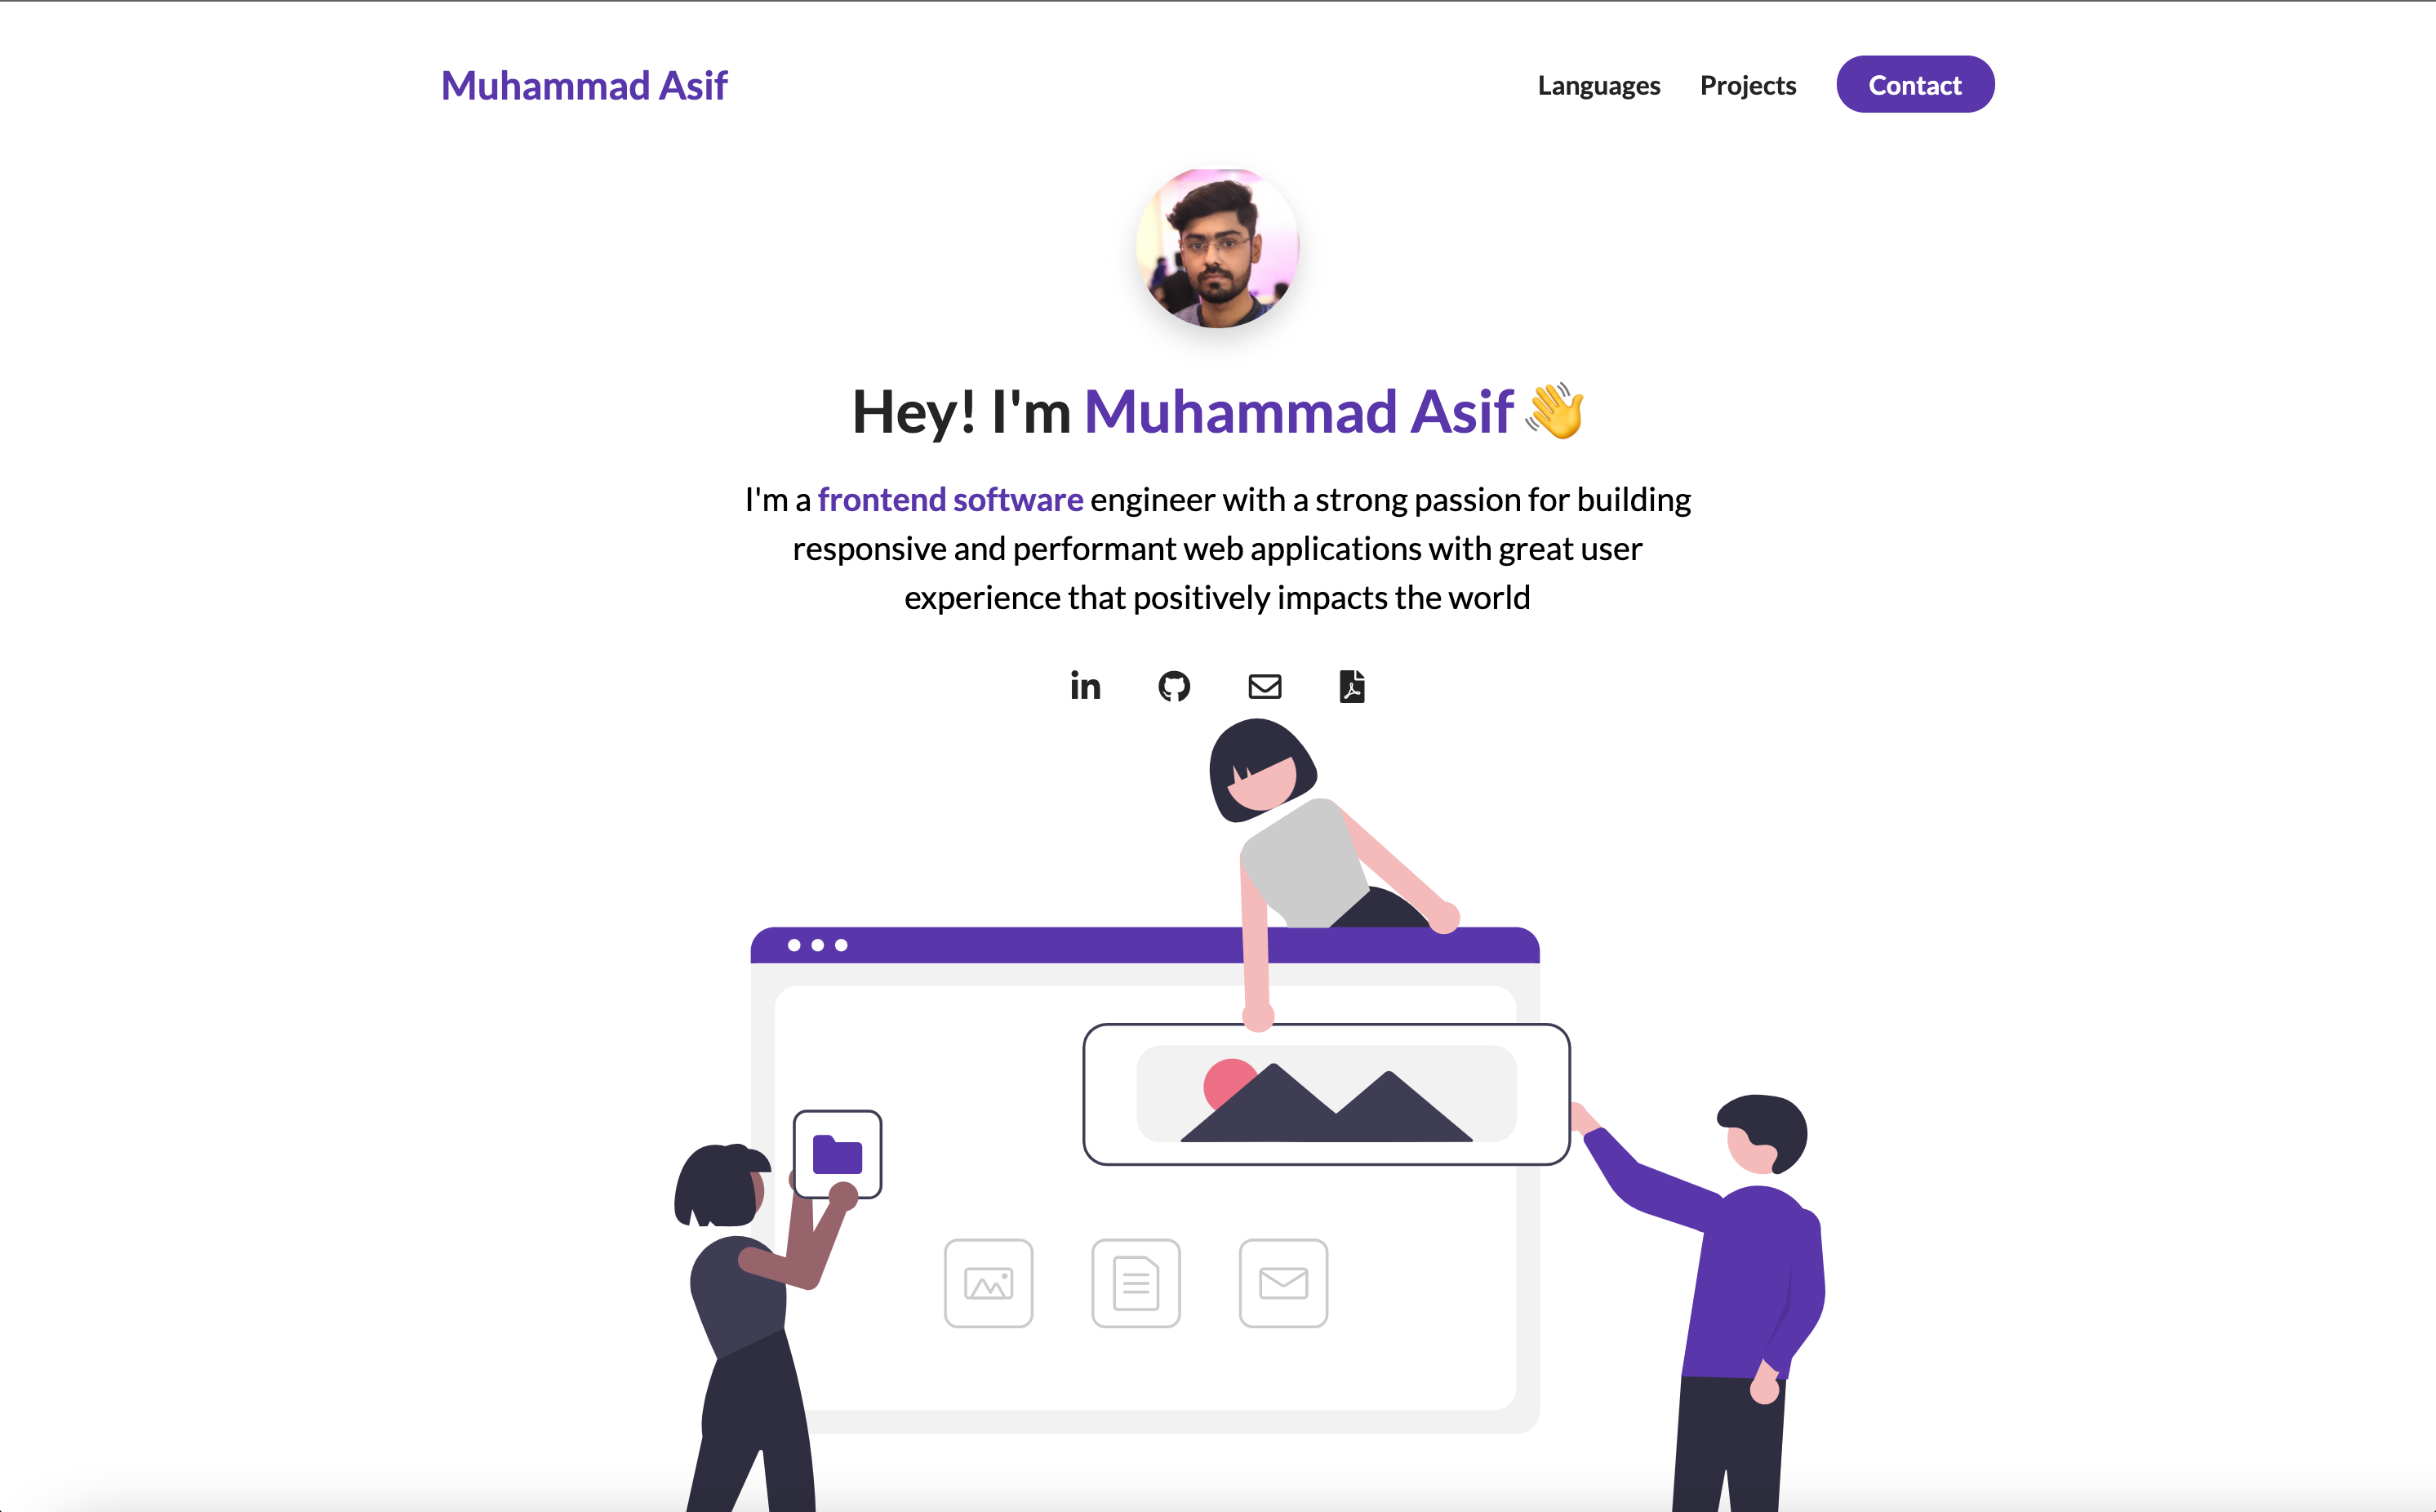 Muhammad Asif
Languages Projects Contact
Hey! I'm Muhammad Asif 👋
I'm a frontend software engineer with a strong passion for building
responsive and performant web applications with great user
experience that positively impacts the world
in